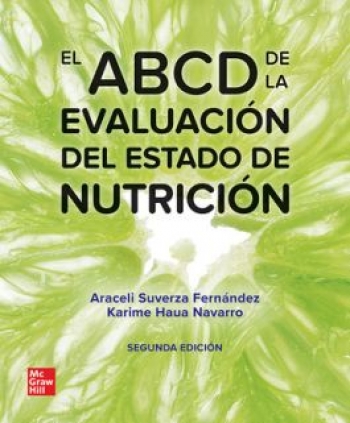 EL ABCD DE LA
EVALUACIÓN
DEL ESTADO DE
NUTRICIÓN
Araceli Suverza Fernández
Karime Haua Navarro
SEGUNDA EDICIÓN
Mc
Graw
Hill